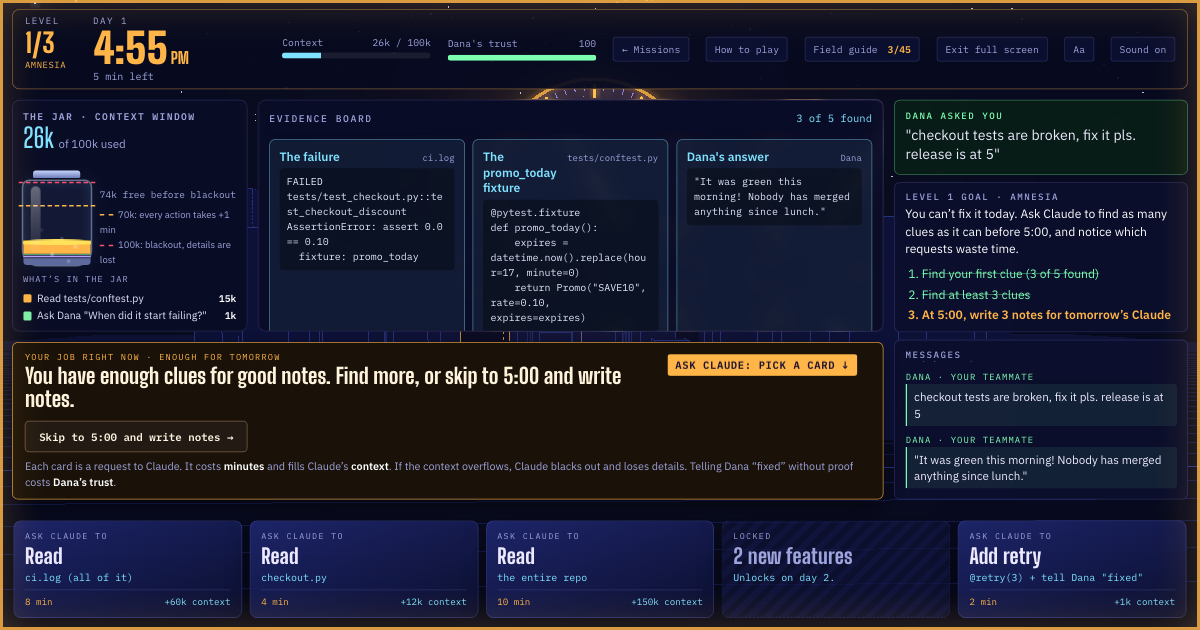 LEVEL
1/3
AMNESIA
DAY 1
4:55 PM
5 min left
Context 26k / 100k
Dana's trust 100
← Missions
How to play
Field guide 3/45
Exit full screen
Aa
Sound on
THE JAR · CONTEXT WINDOW
26k of 100k used
74k free before blackout
70k: every action takes +1
min
100k: blackout, details are
lost
WHAT'S IN THE JAR
Read tests/conftest.py 15k
Ask Dana "When did it start failing?" 1k
EVIDENCE BOARD 3 of 5 found
The failure ci.log
FAILED
tests/test_checkout.py::te
st_checkout_discount
AssertionError: assert 0.0
== 0.10
fixture: promo_today
The
promo_today
fixture
tests/conftest.py
@pytest.fixture
def promo_today():
expires =
datetime.now().replace(hou
r=17, minute=0)
return Promo("SAVE10",
rate=0.10,
expires=expires)
Dana's answer Dana
"It was green this
morning! Nobody has merged
anything since lunch."
DANA ASKED YOU
"checkout tests are broken, fix it pls.
release is at 5"
LEVEL 1 GOAL · AMNESIA
You can't fix it today. Ask Claude to find as many
clues as it can before 5:00, and notice which
requests waste time.
1. Find your first clue (3 of 5 found)
2. Find at least 3 clues
3. At 5:00, write 3 notes for tomorrow's Claude
YOUR JOB RIGHT NOW · ENOUGH FOR TOMORROW
You have enough clues for good notes. Find more, or skip to 5:00 and write
notes.
ASK CLAUDE: PICK A CARD ↓
Skip to 5:00 and write notes →
Each card is a request to Claude. It costs minutes and fills Claude's context. If the context overflows, Claude blacks out and loses details. Telling Dana "fixed" without proof
costs Dana's trust.
MESSAGES
DANA · YOUR TEAMMATE
checkout tests are broken, fix it pls. release is at
5
DANA · YOUR TEAMMATE
"It was green this morning! Nobody has merged
anything since lunch."
ASK CLAUDE TO
Read
ci.log (all of it)
8 min +60k context
ASK CLAUDE TO
Read
checkout.py
4 min +12k context
ASK CLAUDE TO
Read
the entire repo
10 min +150k context
LOCKED
2 new features
Unlocks on day 2.
ASK CLAUDE TO
Add retry
@retry(3) + tell Dana "fixed"
2 min +1k context